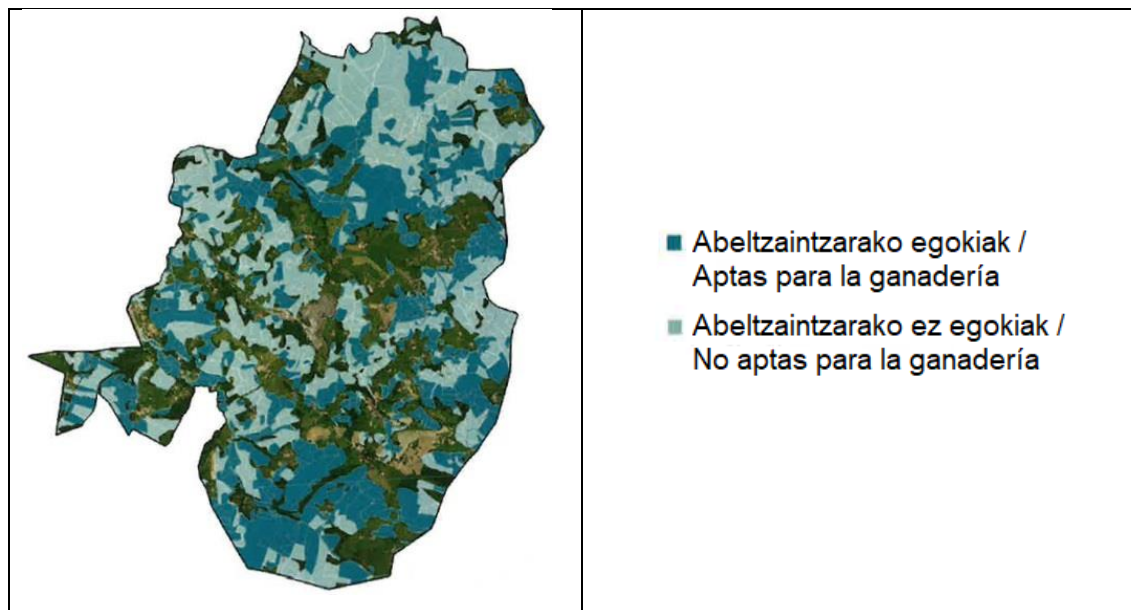 Abeltzaintzarako egokiak /
Aptas para la ganadería
Abeltzaintzarako ez egokiak /
No aptas para la ganadería